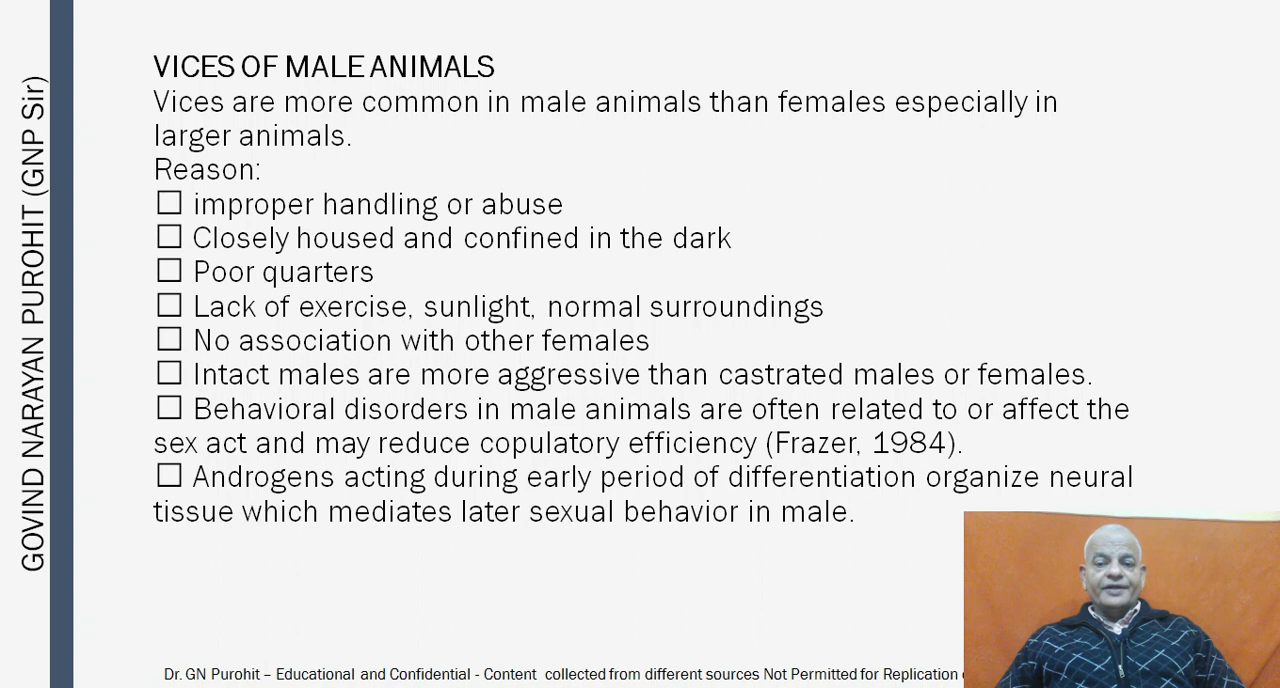 GOVIND NARAYAN PUROHIT (GNP Sir)
VICES OF MALE ANIMALS
Vices are more common in male animals than females especially in
larger animals.
Reason:
☐ improper handling or abuse
☐ Closely housed and confined in the dark
☐ Poor quarters
☐ Lack of exercise, sunlight, normal surroundings
☐ No association with other females
☐ Intact males are more aggressive than castrated males or females.
☐ Behavioral disorders in male animals are often related to or affect the
sex act and may reduce copulatory efficiency (Frazer, 1984).
☐ Androgens acting during early period of differentiation organize neural
tissue which mediates later sexual behavior in male.
Dr. GN Purohit – Educational and Confidential - Content collected from different sources Not Permitted for Replication